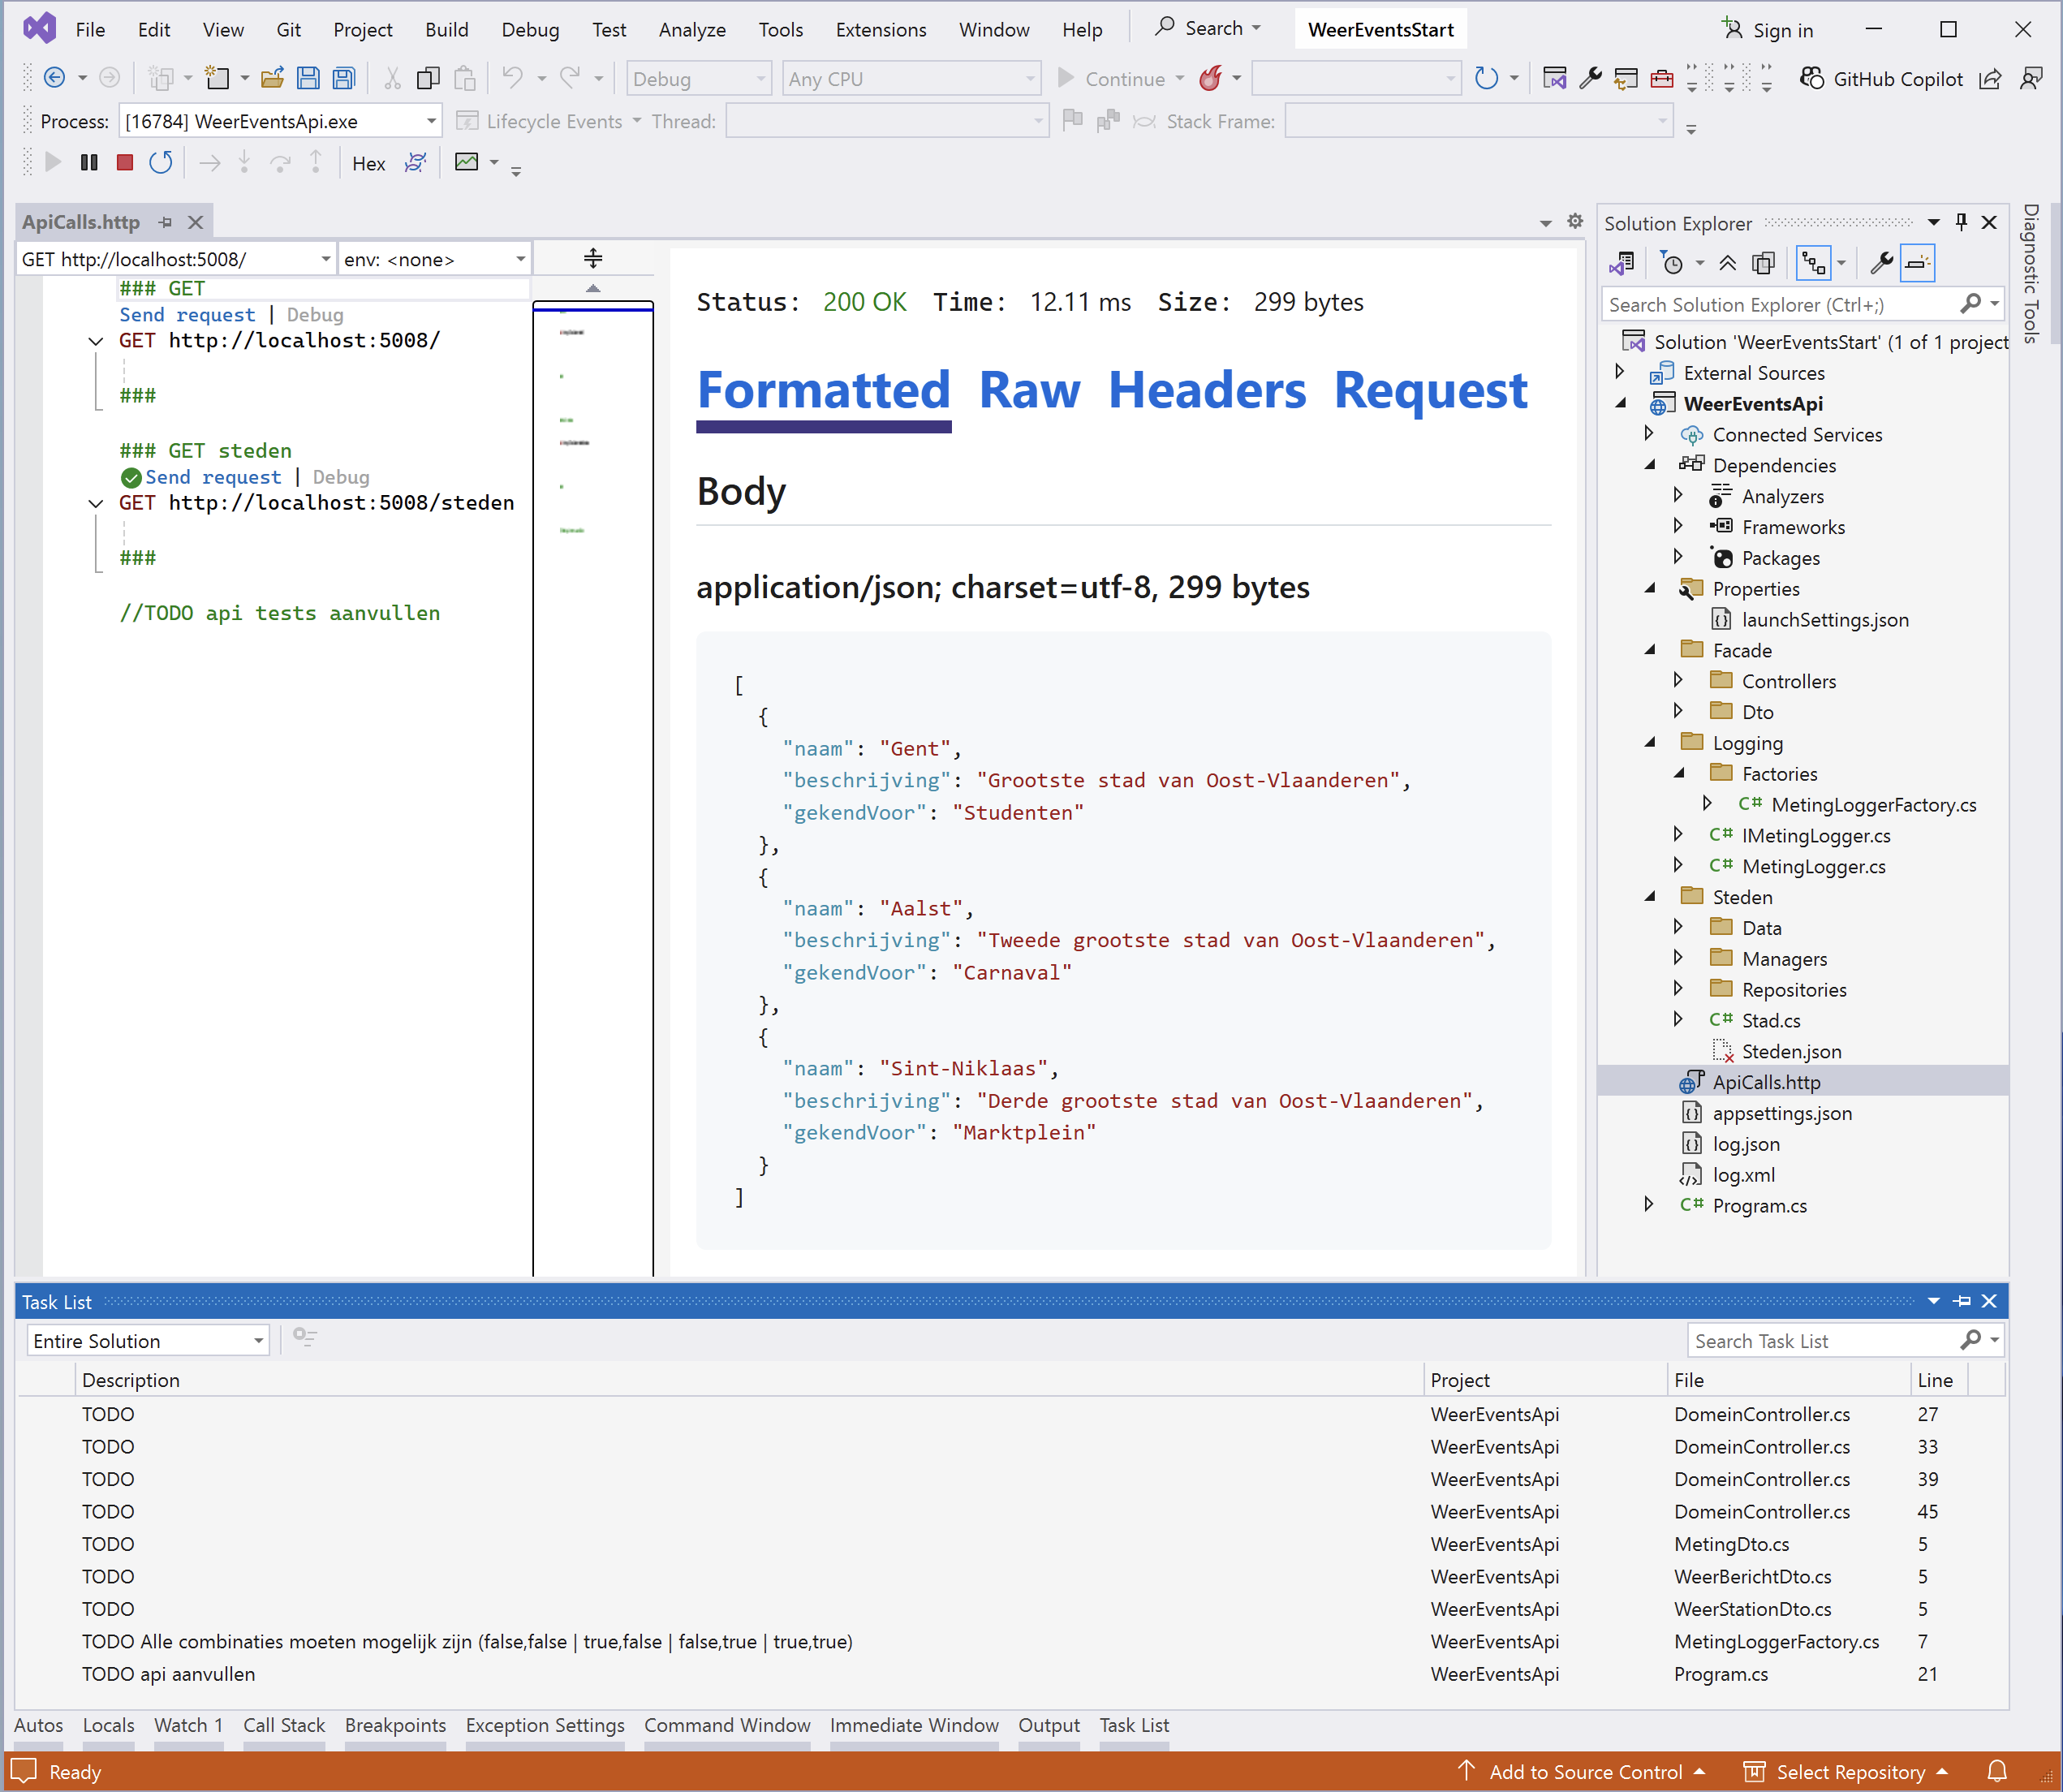 File Edit View Git Project Build Debug Test Analyze Tools Extensions Window Help Search WeerEventsStart Sign in
Debug Any CPU Continue GitHub Copilot
Process: [16784] WeerEventsApi.exe Lifecycle Events Thread: Stack Frame:
Hex
ApiCalls.http
GET http://localhost:5008/ env: <none>
### GET
Send request | Debug
GET http://localhost:5008/
###
### GET steden
Send request | Debug
GET http://localhost:5008/steden
###
//TODO api tests aanvullen
Status: 200 OK Time: 12.11 ms Size: 299 bytes
Formatted Raw Headers Request
Body
application/json; charset=utf-8, 299 bytes
[
{
"naam": "Gent",
"beschrijving": "Grootste stad van Oost-Vlaanderen",
"gekendVoor": "Studenten"
},
{
"naam": "Aalst",
"beschrijving": "Tweede grootste stad van Oost-Vlaanderen",
"gekendVoor": "Carnaval"
},
{
"naam": "Sint-Niklaas",
"beschrijving": "Derde grootste stad van Oost-Vlaanderen",
"gekendVoor": "Marktplein"
}
]
Solution Explorer
Search Solution Explorer (Ctrl+;)
Solution 'WeerEventsStart' (1 of 1 project
External Sources
WeerEventsApi
Connected Services
Dependencies
Analyzers
Frameworks
Packages
Properties
launchSettings.json
Facade
Controllers
Dto
Logging
Factories
C# MetingLoggerFactory.cs
C# IMetingLogger.cs
C# MetingLogger.cs
Steden
Data
Managers
Repositories
C# Stad.cs
Steden.json
ApiCalls.http
appsettings.json
log.json
log.xml
C# Program.cs
Diagnostic Tools
Task List
Entire Solution Search Task List
Description Project File Line
TODO WeerEventsApi DomeinController.cs 27
TODO WeerEventsApi DomeinController.cs 33
TODO WeerEventsApi DomeinController.cs 39
TODO WeerEventsApi DomeinController.cs 45
TODO WeerEventsApi MetingDto.cs 5
TODO WeerEventsApi WeerBerichtDto.cs 5
TODO WeerEventsApi WeerStationDto.cs 5
TODO Alle combinaties moeten mogelijk zijn (false,false | true,false | false,true | true,true) WeerEventsApi MetingLoggerFactory.cs 7
TODO api aanvullen WeerEventsApi Program.cs 21
Autos Locals Watch 1 Call Stack Breakpoints Exception Settings Command Window Immediate Window Output Task List
Ready Add to Source Control Select Repository